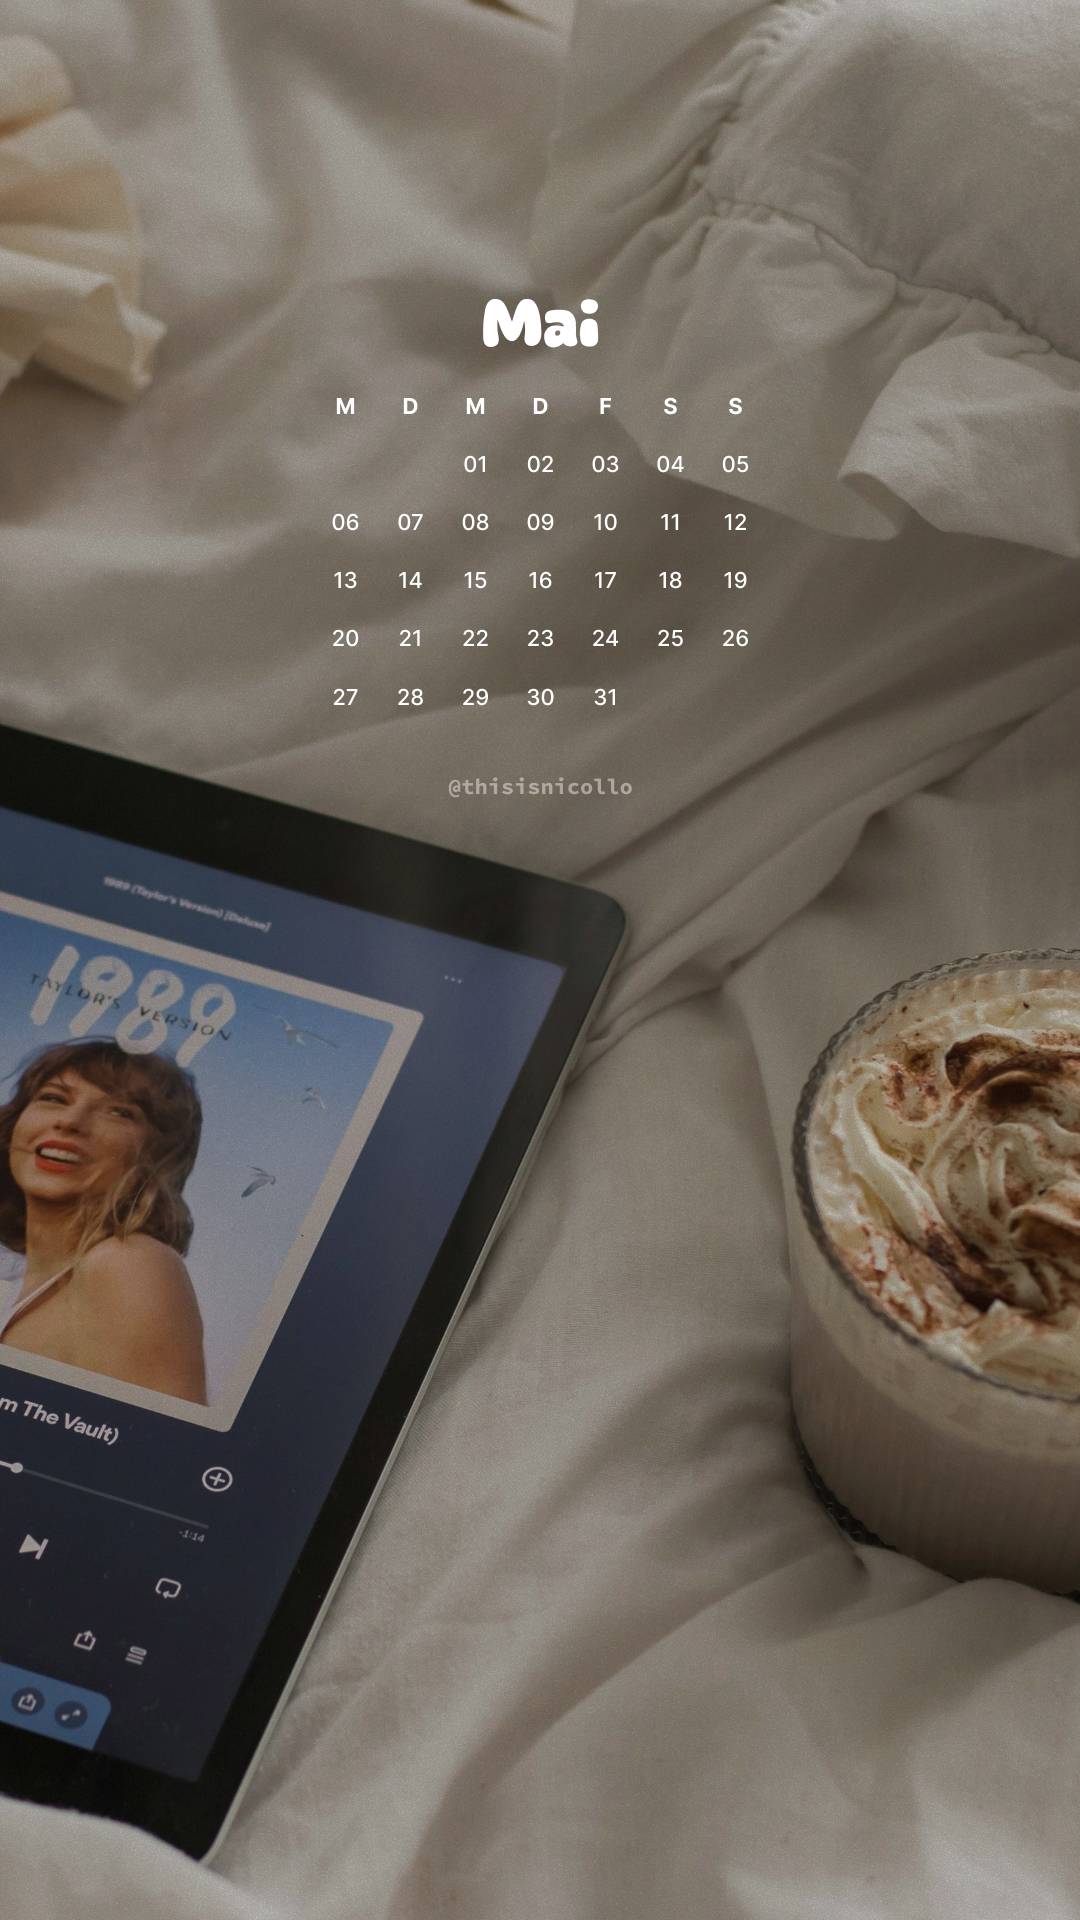 Mai
M D M D F S S
01 02 03 04 05
06 07 08 09 10 11 12
13 14 15 16 17 18 19
20 21 22 23 24 25 26
27 28 29 30 31
@thisisnicollo
1989 (Taylor's Version) [Deluxe]
1989
TAYLOR'S VERSION
m The Vault)
-1:14